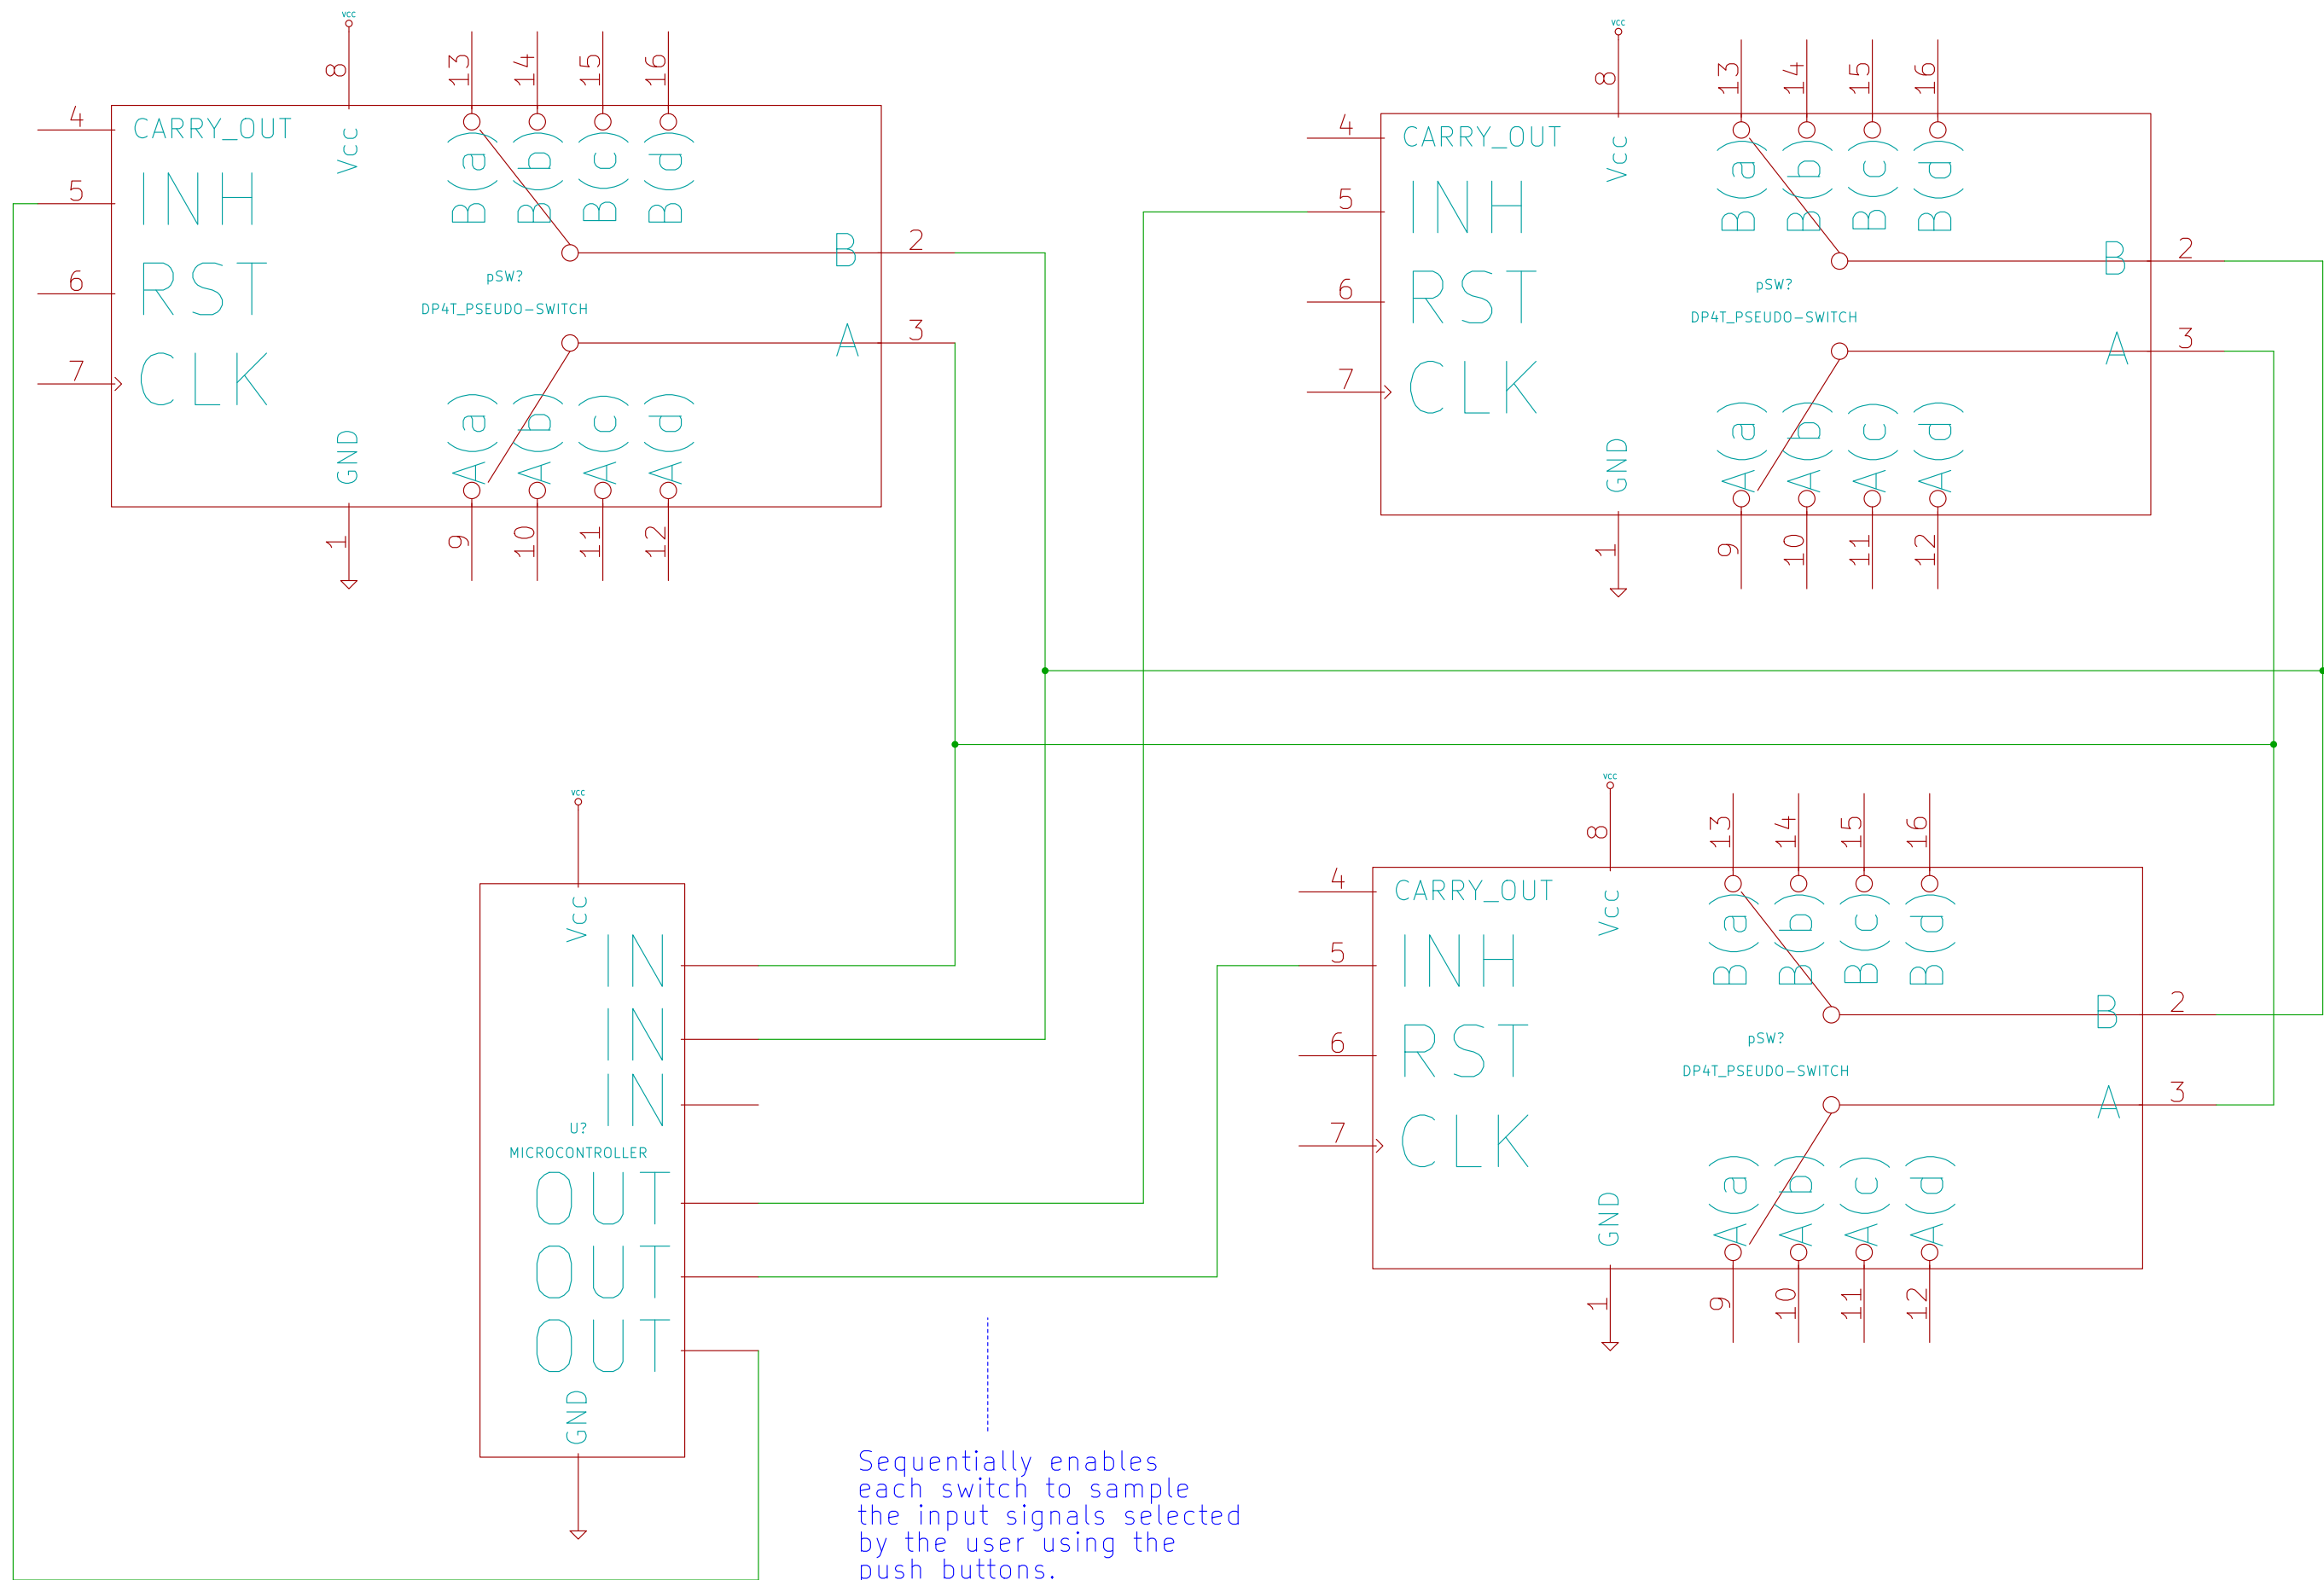 VCC
8
13
14
15
16
4
CARRY_OUT
Vcc
B(a)
B(b)
B(c)
B(d)
5
INH
2
B
6
RST
pSW?
DP4T_PSEUDO-SWITCH
3
A
7
CLK
GND
A(a)
A(b)
A(c)
A(d)
1
9
10
11
12
VCC
8
13
14
15
16
4
CARRY_OUT
Vcc
B(a)
B(b)
B(c)
B(d)
5
INH
2
B
6
RST
pSW?
DP4T_PSEUDO-SWITCH
3
A
7
CLK
GND
A(a)
A(b)
A(c)
A(d)
1
9
10
11
12
VCC
Vcc
IN
IN
IN
U?
MICROCONTROLLER
OUT
OUT
OUT
GND
VCC
8
13
14
15
16
4
CARRY_OUT
Vcc
B(a)
B(b)
B(c)
B(d)
5
INH
2
B
6
RST
pSW?
DP4T_PSEUDO-SWITCH
3
A
7
CLK
GND
A(a)
A(b)
A(c)
A(d)
1
9
10
11
12
Sequentially enables
each switch to sample
the input signals selected
by the user using the
push buttons.